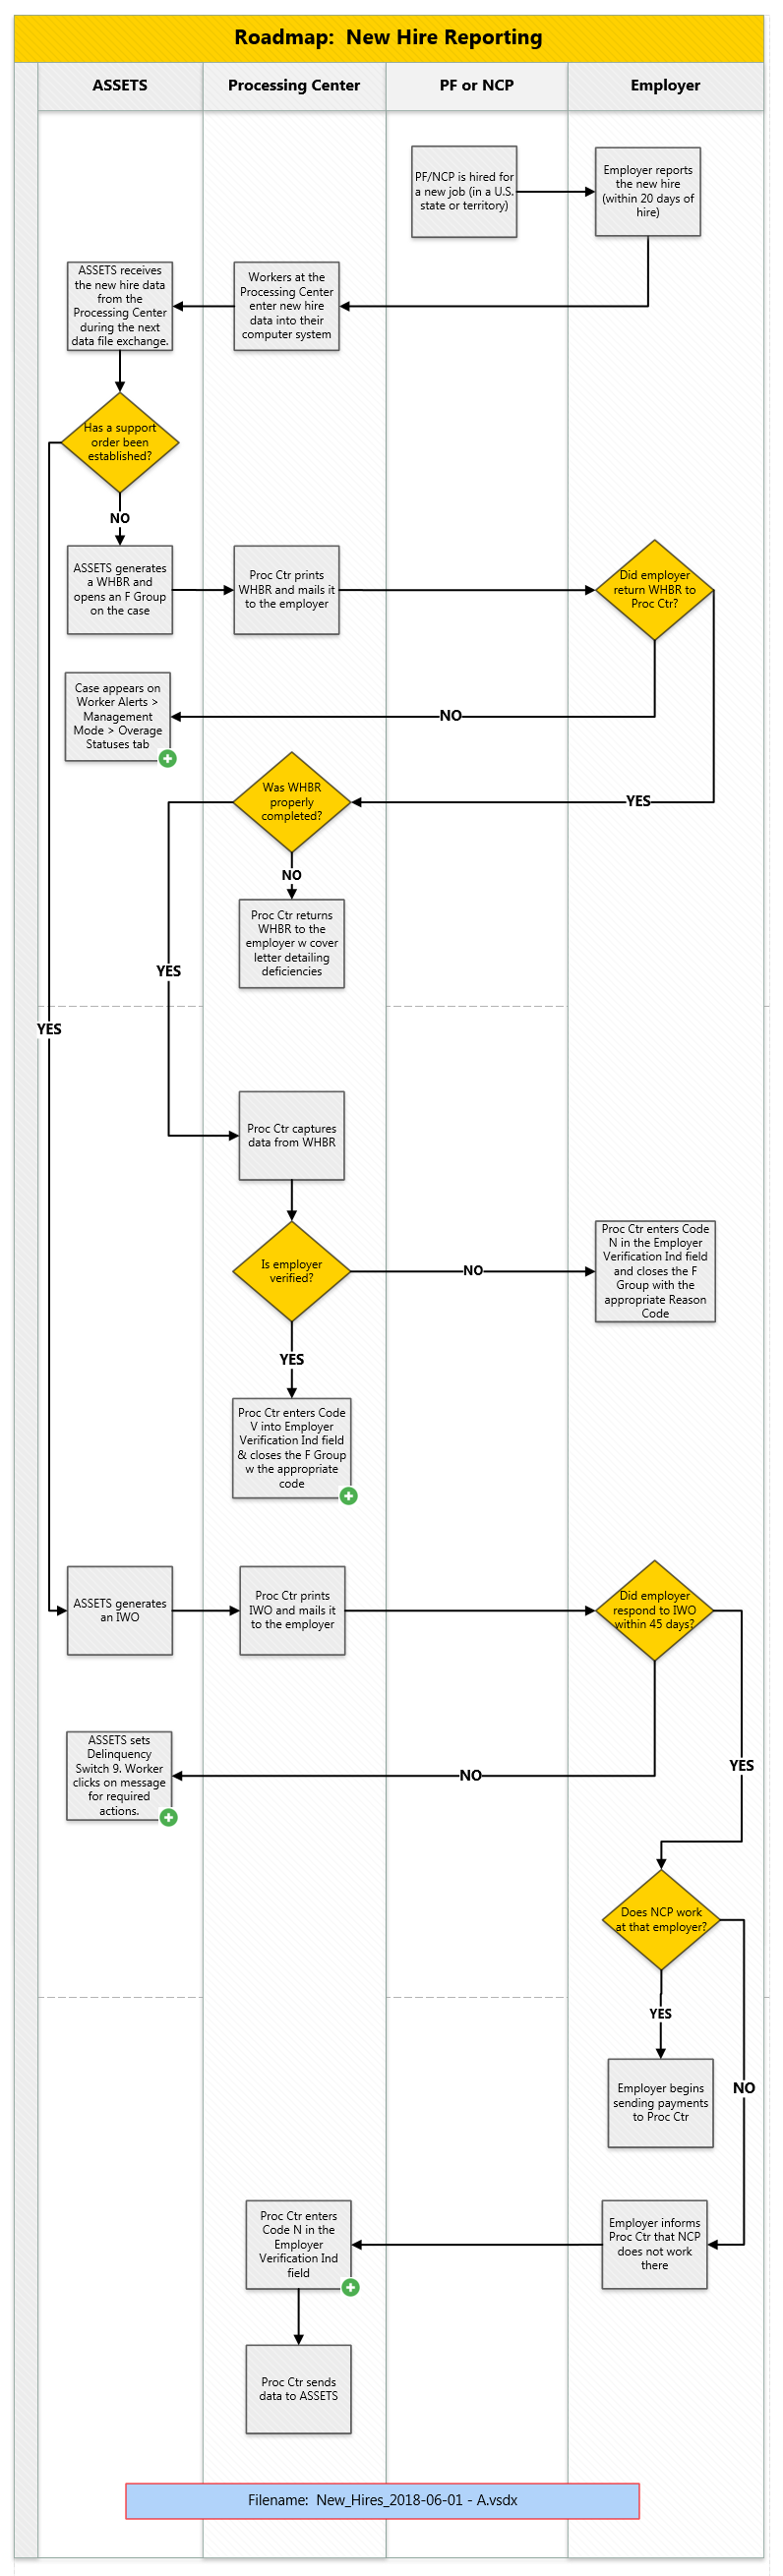 Roadmap:  New Hire Reporting
ASSETS
Processing Center
PF or NCP
Employer
PF/NCP is hired for
a new job (in a U.S.
state or territory)
Employer reports
the new hire
(within 20 days of
hire)
ASSETS receives
the new hire data
from the
Processing Center
during the next
data file exchange.
Workers at the
Processing Center
enter new hire
data into their
computer system
Has a support
order been
established?
NO
ASSETS generates
a WHBR and
opens an F Group
on the case
Proc Ctr prints
WHBR and mails it
to the employer
Did employer
return WHBR to
Proc Ctr?
Case appears on
Worker Alerts >
Management
Mode > Overage
Statuses tab
NO
Was WHBR
properly
completed?
YES
NO
Proc Ctr returns
WHBR to the
employer w cover
letter detailing
deficiencies
YES
YES
Proc Ctr captures
data from WHBR
Is employer
verified?
NO
Proc Ctr enters Code
N in the Employer
Verification Ind field
and closes the F
Group with the
appropriate Reason
Code
YES
Proc Ctr enters Code
V into Employer
Verification Ind field
& closes the F Group
w the appropriate
code
ASSETS generates
an IWO
Proc Ctr prints
IWO and mails it
to the employer
Did employer
respond to IWO
within 45 days?
ASSETS sets
Delinquency
Switch 9. Worker
clicks on message
for required
actions.
NO
YES
Does NCP work
at that employer?
YES
NO
Employer begins
sending payments
to Proc Ctr
Proc Ctr enters
Code N in the
Employer
Verification Ind
field
Employer informs
Proc Ctr that NCP
does not work
there
Proc Ctr sends
data to ASSETS
Filename:  New_Hires_2018-06-01 - A.vsdx